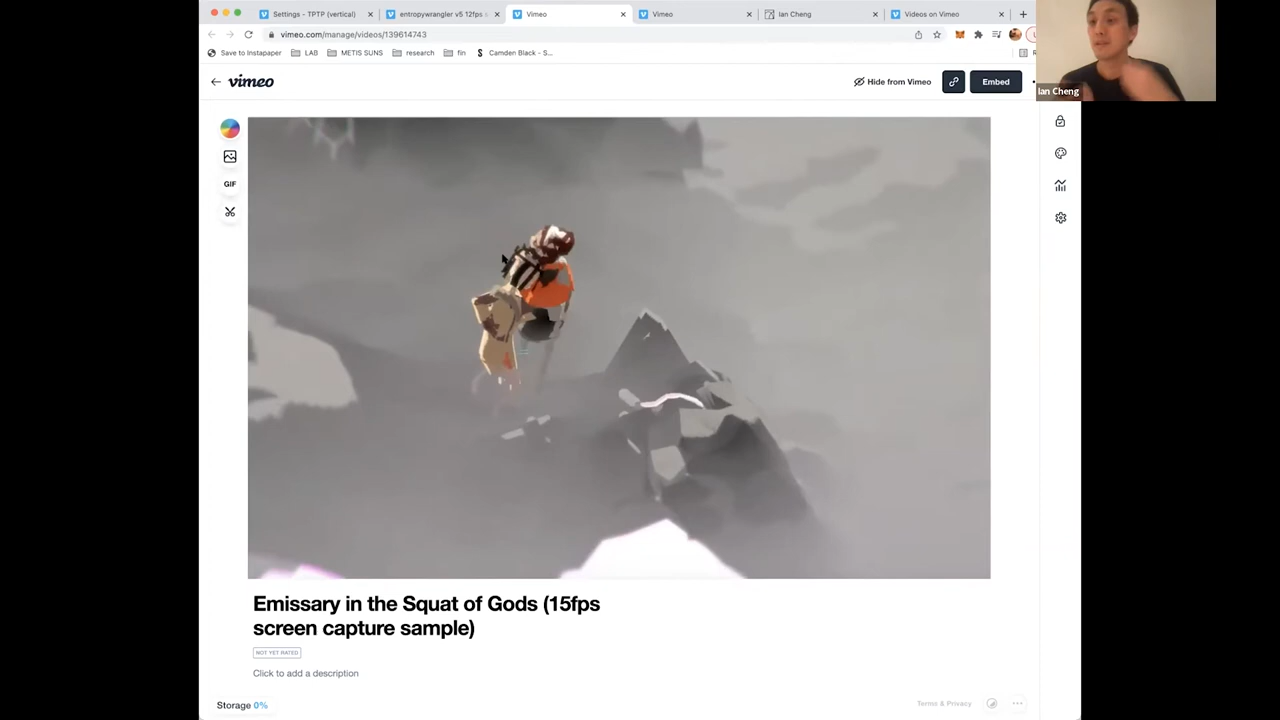 Settings - TPTP (vertical)
entropywrangler v5 12fps s
Vimeo
Vimeo
Ian Cheng
Videos on Vimeo
vimeo.com/manage/videos/139614743
Save to Instapaper
LAB
METIS SUNS
research
fin
Camden Black - S...
vimeo
Hide from Vimeo
Embed
Ian Cheng
GIF
Emissary in the Squat of Gods (15fps
screen capture sample)
NOT YET RATED
Click to add a description
Storage 0%
Terms & Privacy